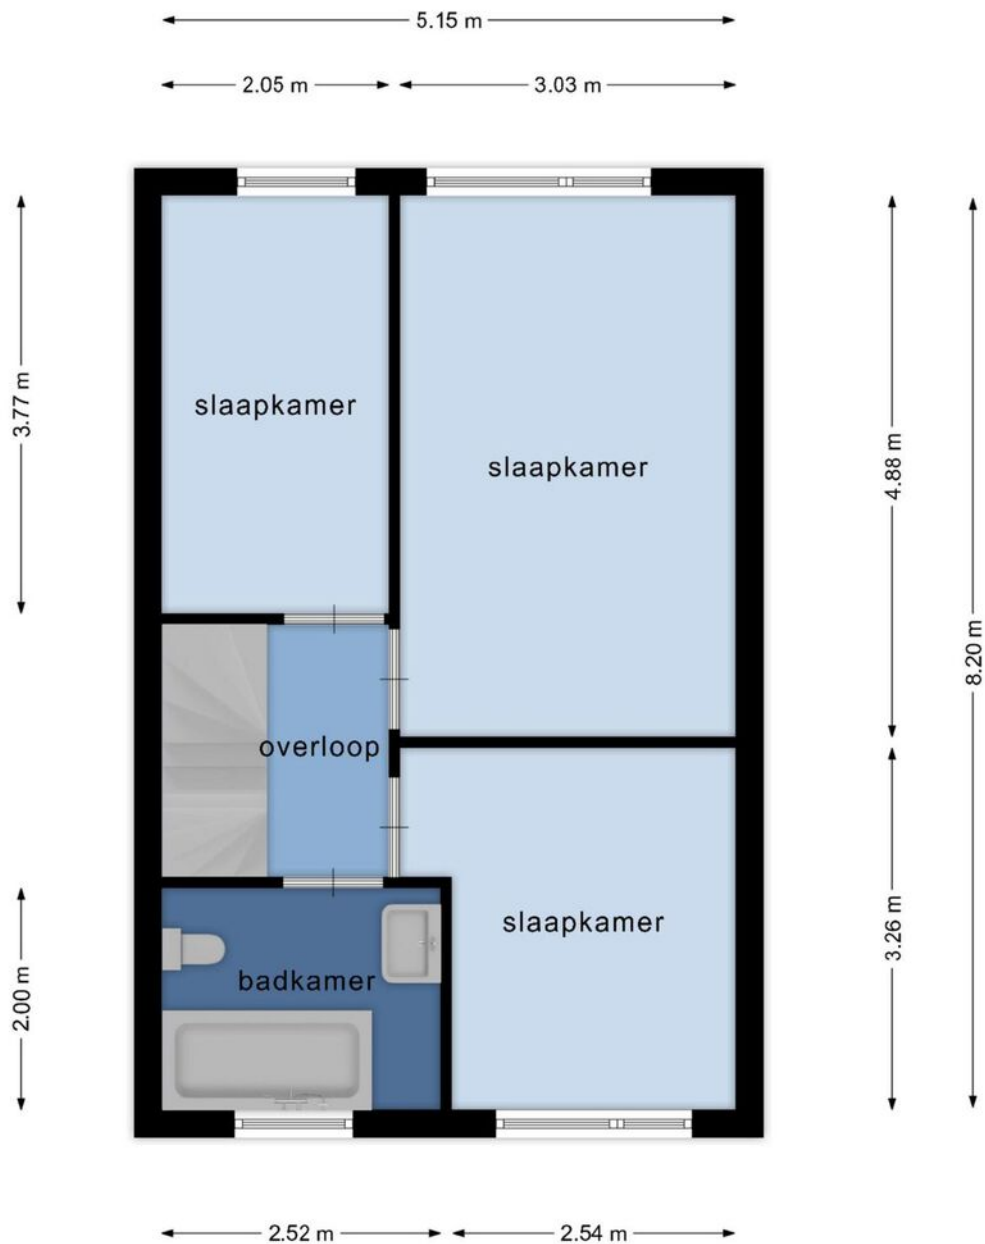 5.15 m
2.05 m
3.03 m
slaapkamer
slaapkamer
3.77 m
4.88 m
8.20 m
overloop
slaapkamer
3.26 m
badkamer
2.00 m
2.52 m
2.54 m